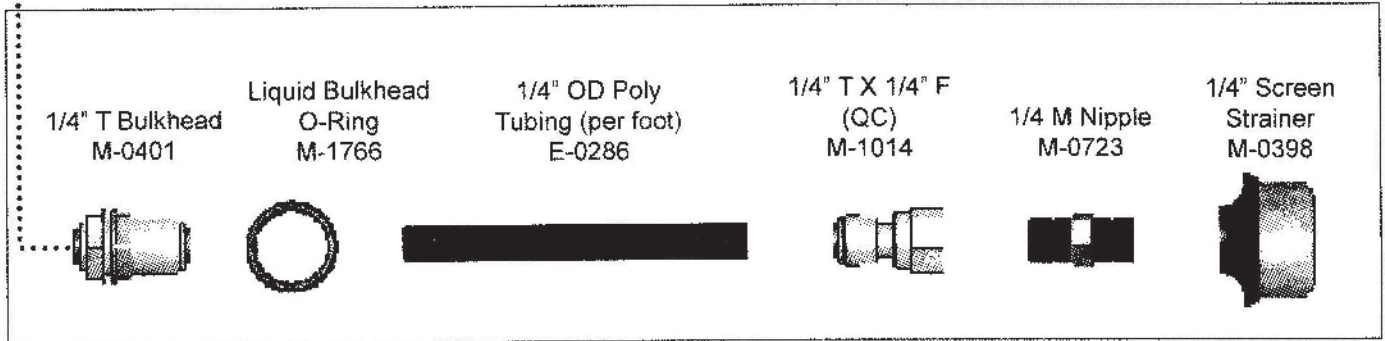 1/4" T Bulkhead
M-0401
Liquid Bulkhead
O-Ring
M-1766
1/4" OD Poly
Tubing (per foot)
E-0286
1/4" T X 1/4" F
(QC)
M-1014
1/4 M Nipple
M-0723
1/4" Screen
Strainer
M-0398